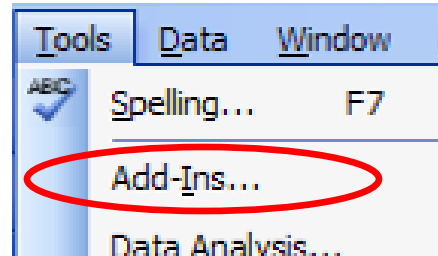 Tools Data Window
ABC
Spelling... F7
Add-Ins...
Data Analysis...